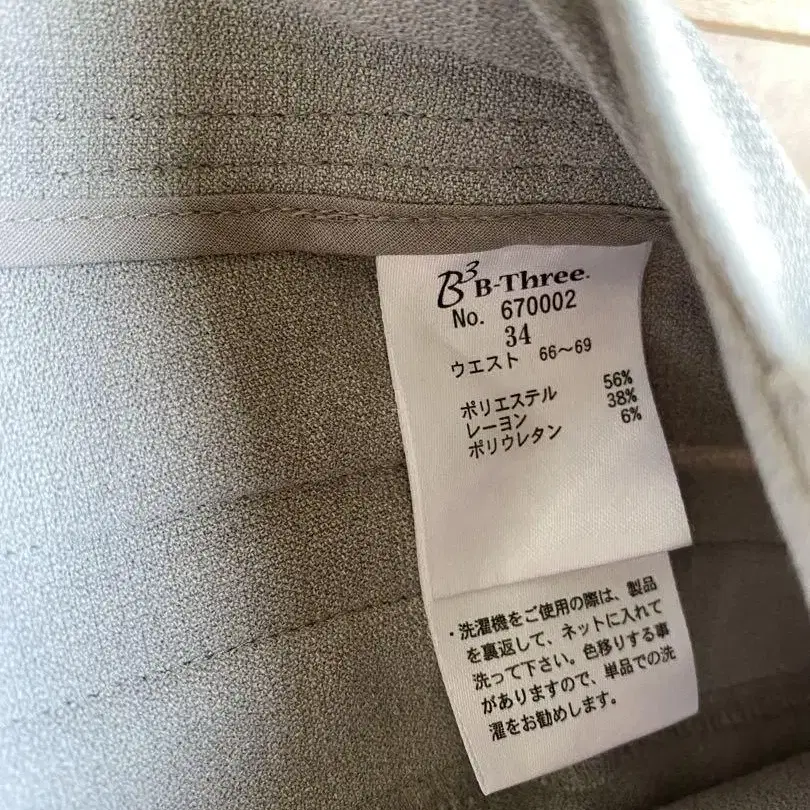 B³ B-Three.
No. 670002
34
ウエスト 66～69
ポリエステル 56%
レーヨン 38%
ポリウレタン 6%
・洗濯機をご使用の際は、製品
を裏返して、ネットに入れて
洗って下さい。色移りする事
がありますので、単品での洗
濯をお勧めします。